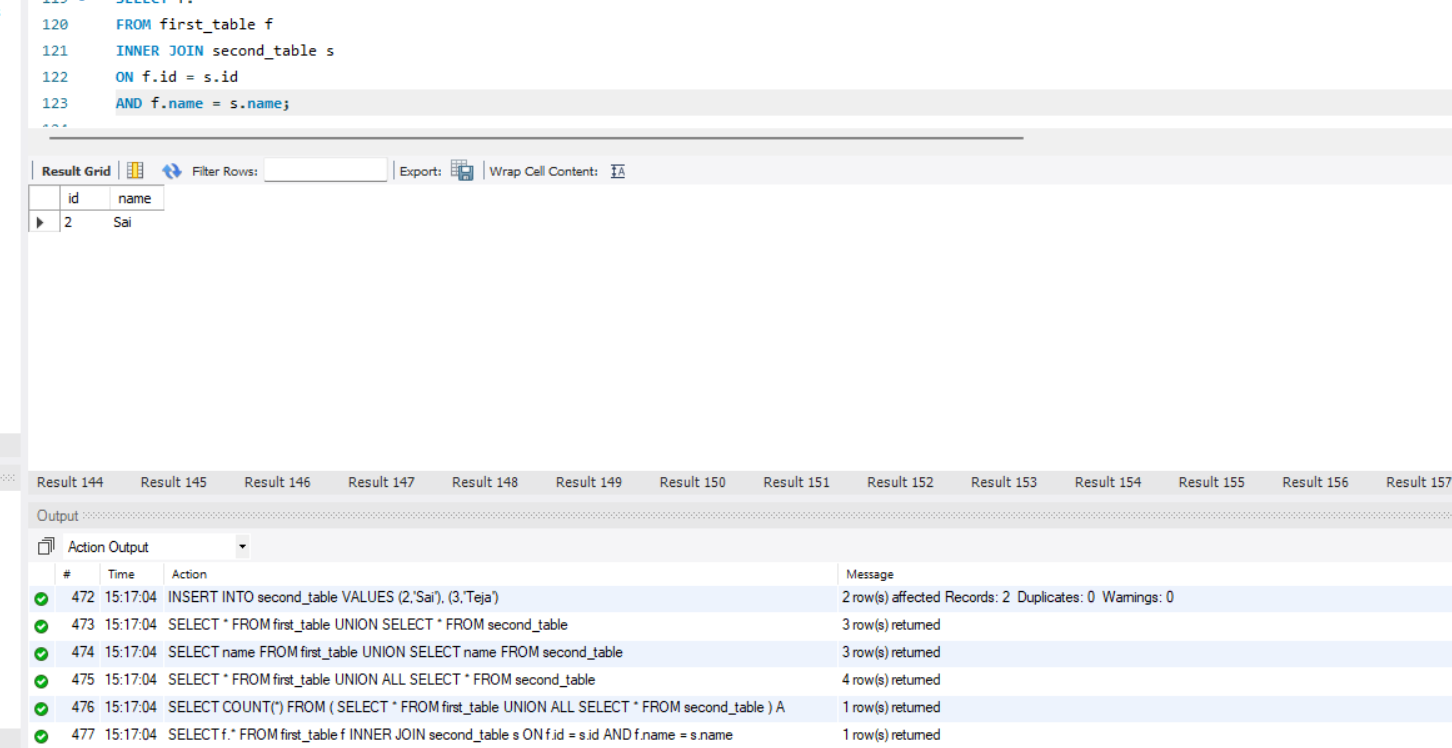 119 SELECT f.*
120 FROM first_table f
121 INNER JOIN second_table s
122 ON f.id = s.id
123 AND f.name = s.name;
124
Result Grid Filter Rows: Export: Wrap Cell Content: IA
id name
2 Sai
Result 144 Result 145 Result 146 Result 147 Result 148 Result 149 Result 150 Result 151 Result 152 Result 153 Result 154 Result 155 Result 156 Result 157
Output
Action Output
# Time Action Message
472 15:17:04 INSERT INTO second_table VALUES (2,'Sai'), (3,'Teja') 2 row(s) affected Records: 2 Duplicates: 0 Warnings: 0
473 15:17:04 SELECT * FROM first_table UNION SELECT * FROM second_table 3 row(s) returned
474 15:17:04 SELECT name FROM first_table UNION SELECT name FROM second_table 3 row(s) returned
475 15:17:04 SELECT * FROM first_table UNION ALL SELECT * FROM second_table 4 row(s) returned
476 15:17:04 SELECT COUNT(*) FROM ( SELECT * FROM first_table UNION ALL SELECT * FROM second_table ) A 1 row(s) returned
477 15:17:04 SELECT f.* FROM first_table f INNER JOIN second_table s ON f.id = s.id AND f.name = s.name 1 row(s) returned